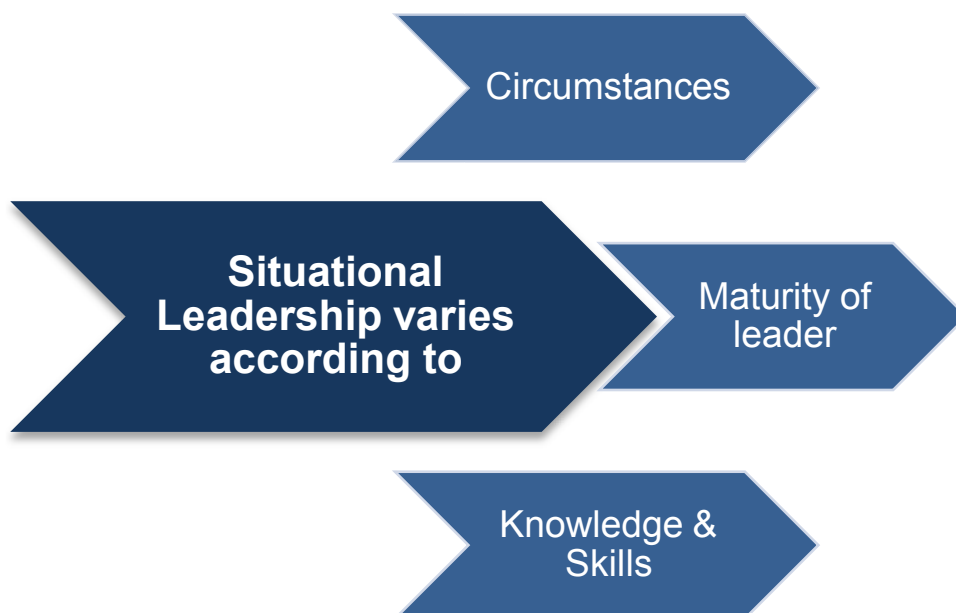 Circumstances
Situational
Leadership varies
according to
Maturity of
leader
Knowledge &
Skills